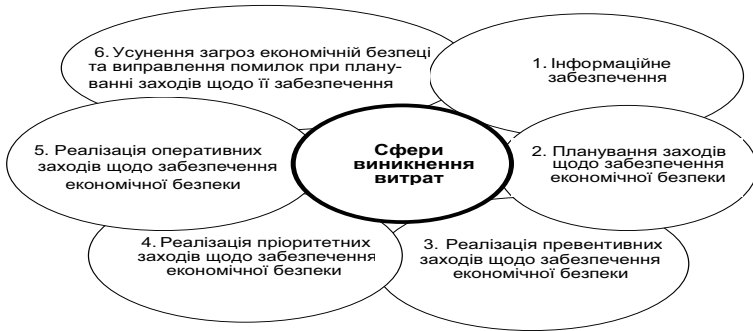 6. Усунення загроз економічній безпеці
та виправлення помилок при плану-
ванні заходів щодо її забезпечення
1. Інформаційне
забезпечення
5. Реалізація оперативних
заходів щодо забезпечення
економічної безпеки
Сфери
виникнення
витрат
2. Планування заходів
щодо забезпечення
економічної безпеки
4. Реалізація пріоритетних
заходів щодо забезпечення
економічної безпеки
3. Реалізація превентивних
заходів щодо забезпечення
економічної безпеки